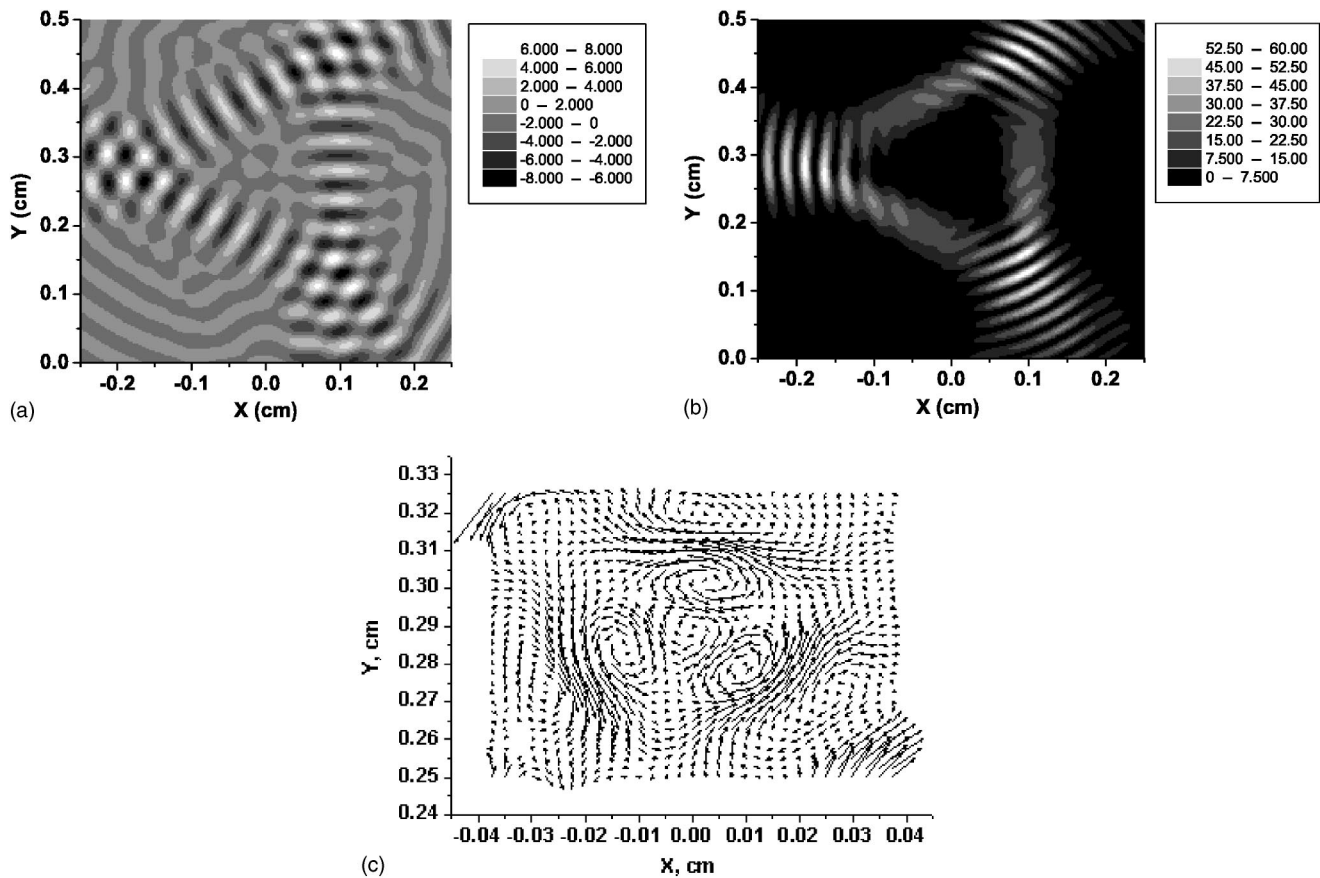 0.5
0.4
0.3
0.2
0.1
0.0
Y (cm)
-0.2 -0.1 0.0 0.1 0.2
X (cm)
(a)
6.000 – 8.000
4.000 – 6.000
2.000 – 4.000
0 – 2.000
-2.000 – 0
-4.000 – -2.000
-6.000 – -4.000
-8.000 – -6.000
0.5
0.4
0.3
0.2
0.1
0.0
Y (cm)
-0.2 -0.1 0.0 0.1 0.2
X (cm)
(b)
52.50 – 60.00
45.00 – 52.50
37.50 – 45.00
30.00 – 37.50
22.50 – 30.00
15.00 – 22.50
7.500 – 15.00
0 – 7.500
0.33
0.32
0.31
0.30
0.29
0.28
0.27
0.26
0.25
0.24
Y, cm
-0.04 -0.03 -0.02 -0.01 0.00 0.01 0.02 0.03 0.04
X, cm
(c)